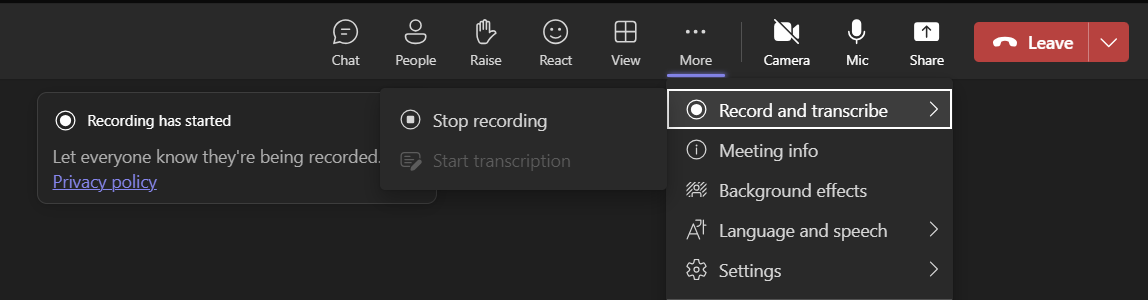 Chat
People
Raise
React
View
More
Camera
Mic
Share
Leave
Recording has started
Let everyone know they're being recorded.
Privacy policy
Stop recording
Start transcription
Record and transcribe
Meeting info
Background effects
Language and speech
Settings